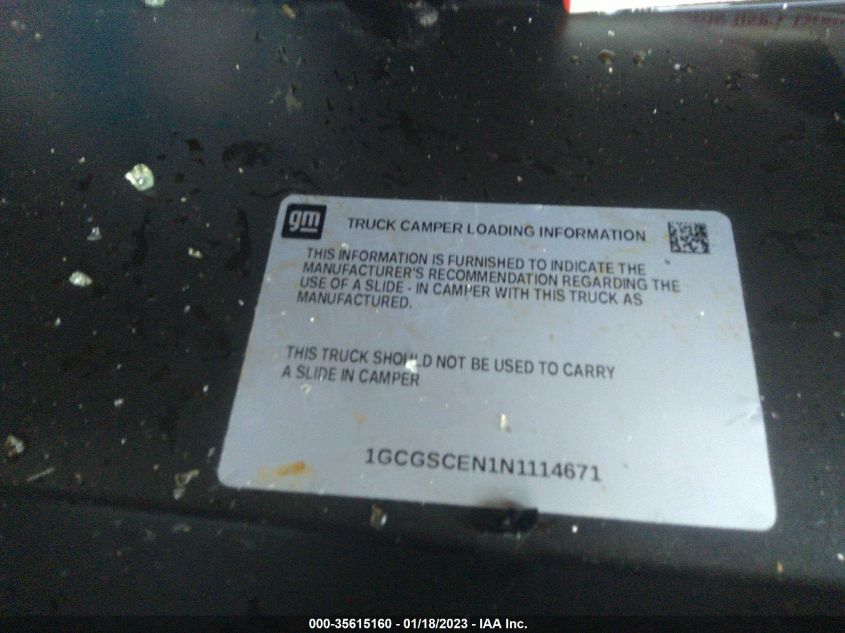 gm
TRUCK CAMPER LOADING INFORMATION
THIS INFORMATION IS FURNISHED TO INDICATE THE
MANUFACTURER'S RECOMMENDATION REGARDING THE
USE OF A SLIDE - IN CAMPER WITH THIS TRUCK AS
MANUFACTURED.
THIS TRUCK SHOULD NOT BE USED TO CARRY
A SLIDE IN CAMPER
1GCGSCEN1N1114671
000-35615160 - 01/18/2023 - IAA Inc.